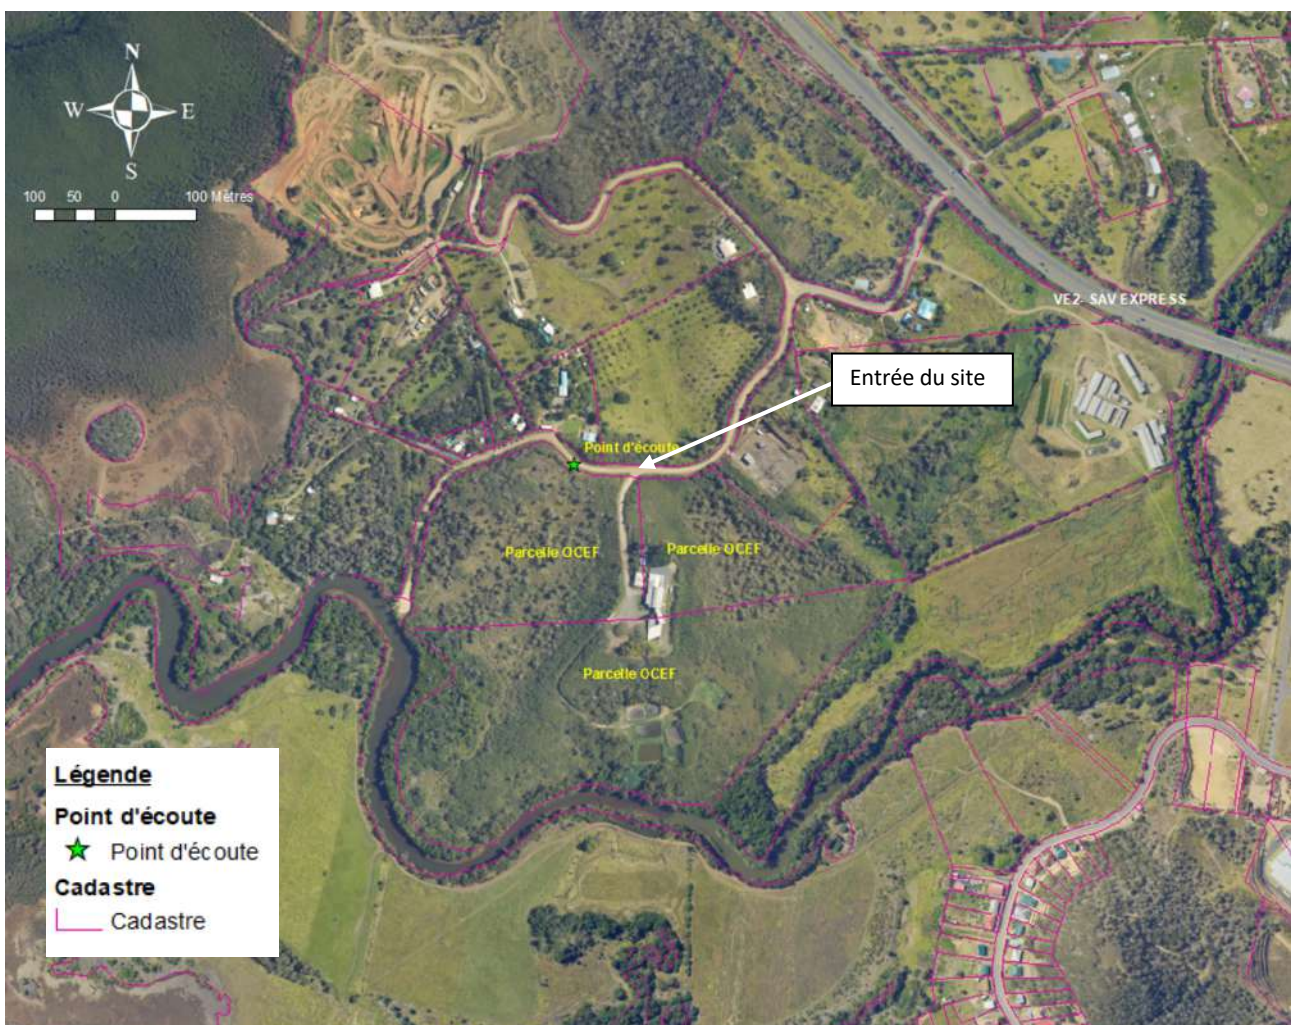 N
W E
S
100 50 0 100 Mètres
VE2- SAV EXPRESS
Entrée du site
Point d'écoute
Parcelle OCEF
Parcelle OCEF
Parcelle OCEF
Légende
Point d'écoute
Point d'écoute
Cadastre
Cadastre